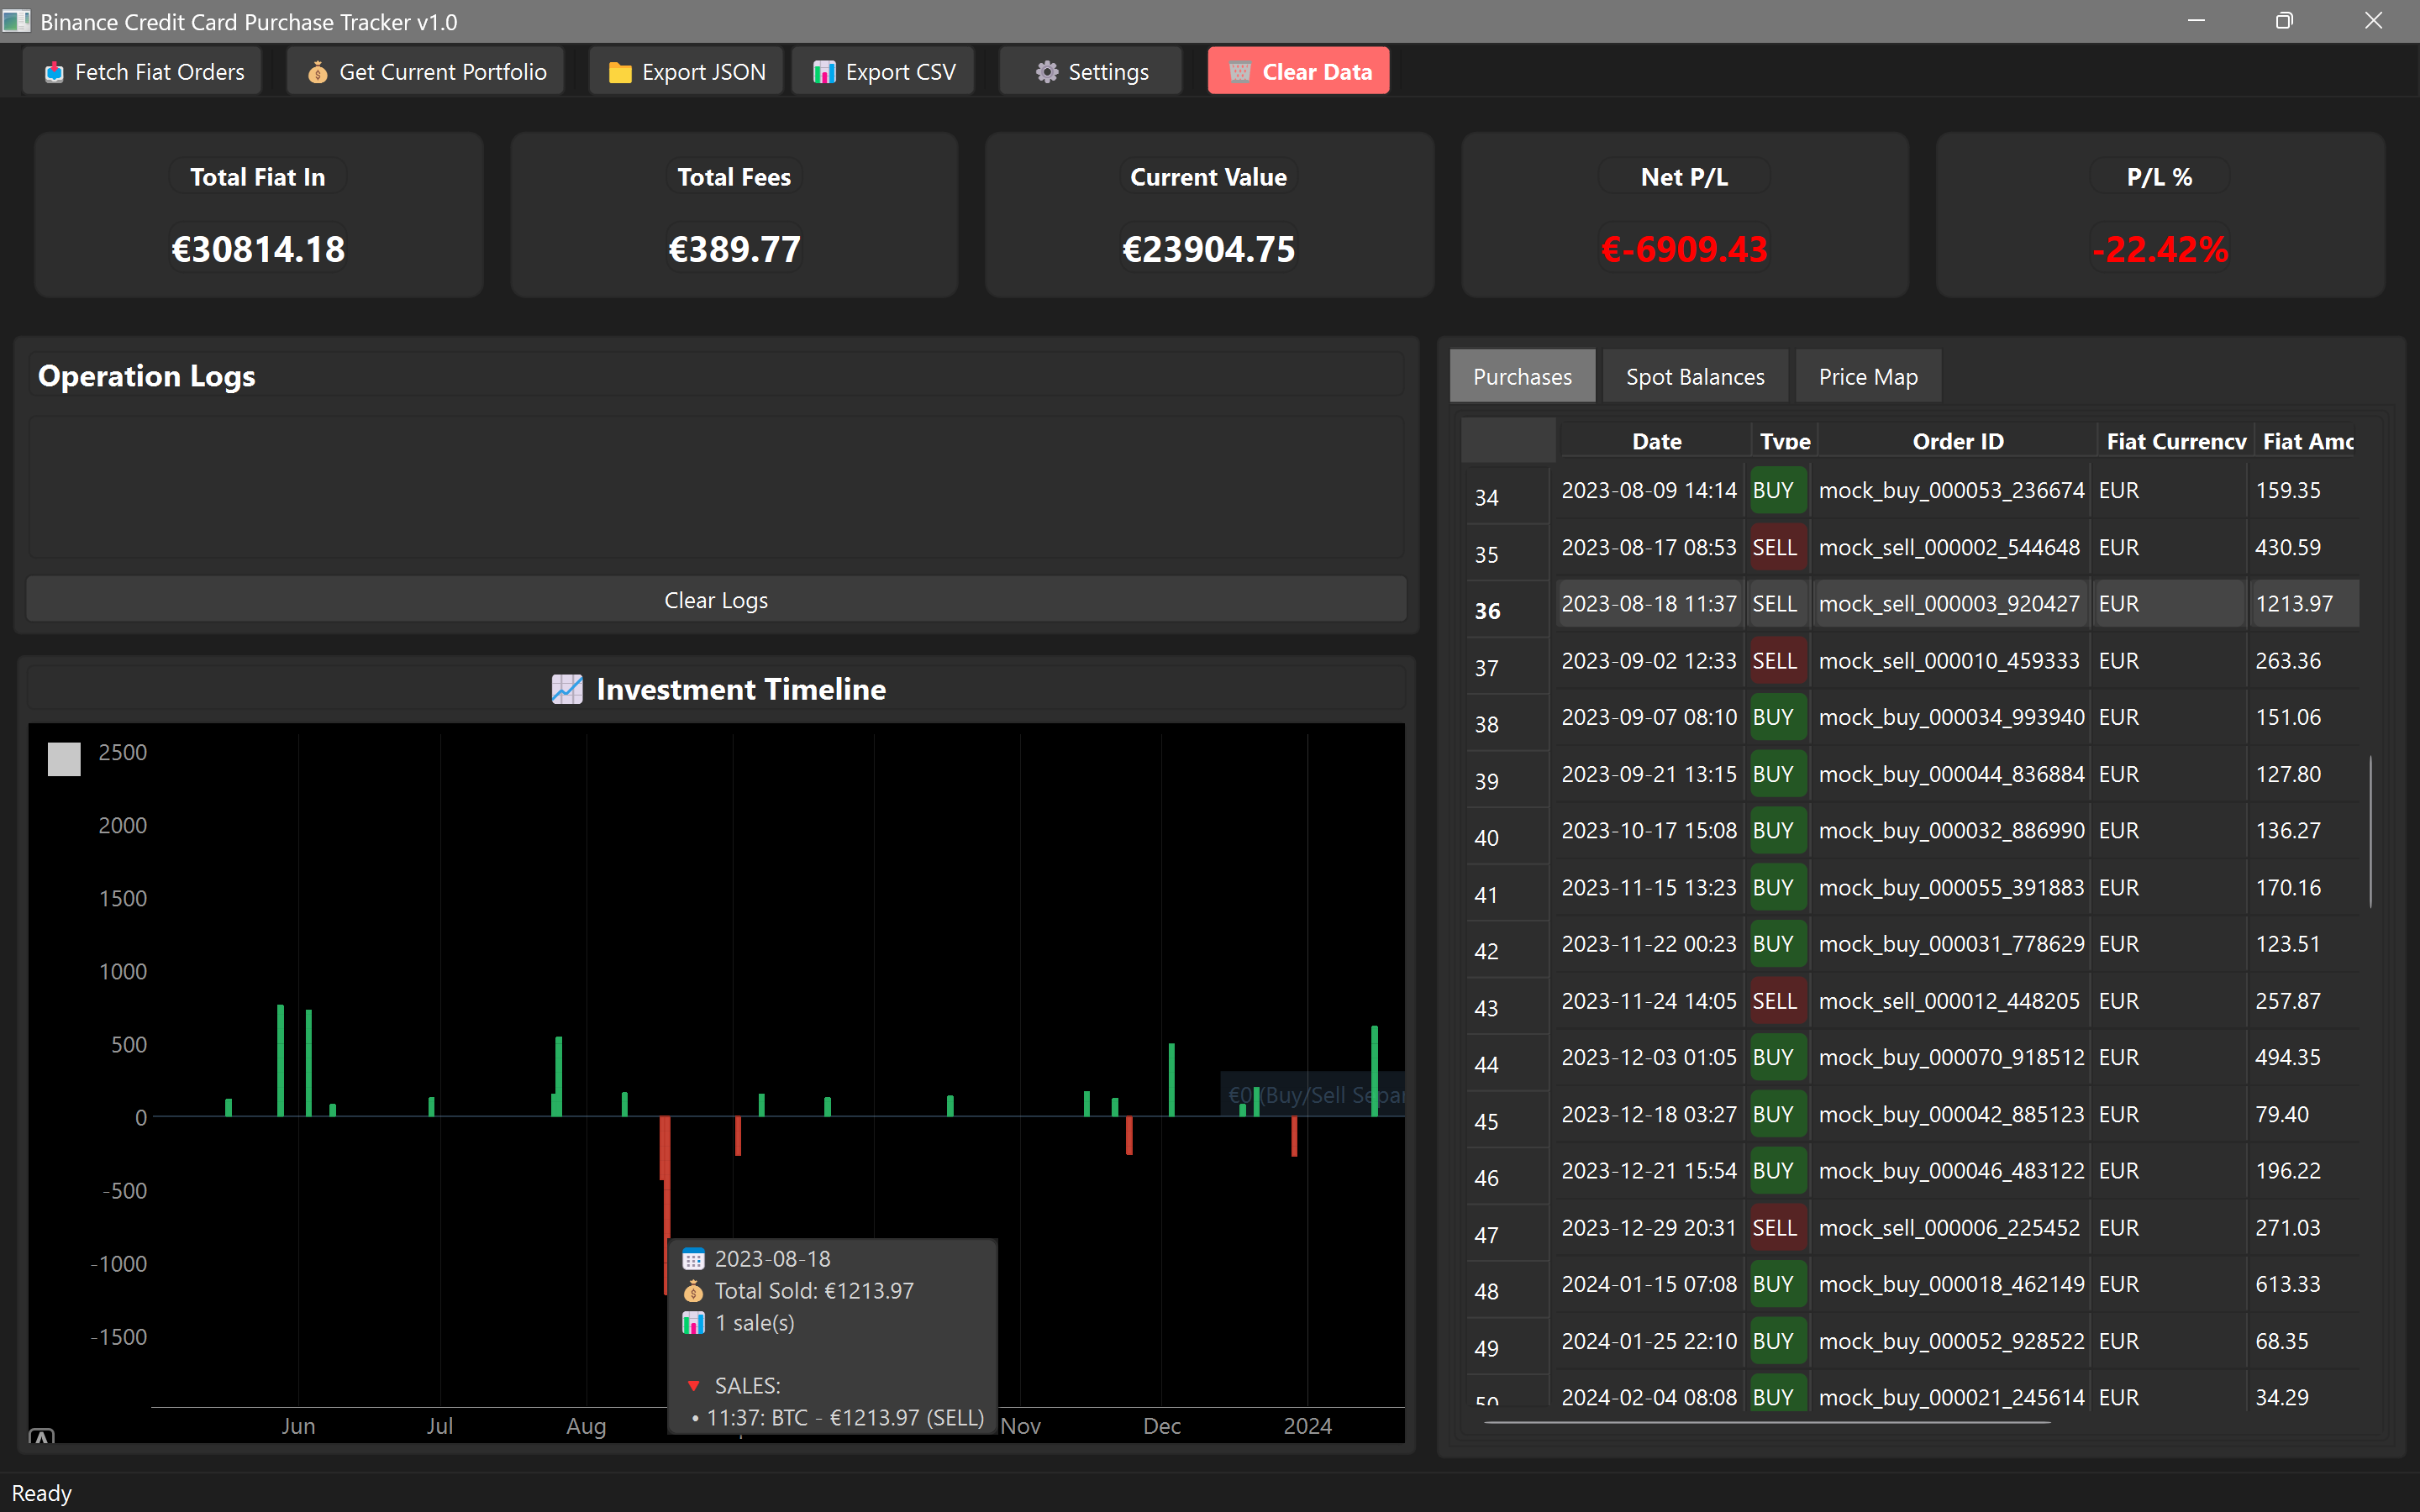 Binance Credit Card Purchase Tracker v1.0
Fetch Fiat Orders
Get Current Portfolio
Export JSON
Export CSV
Settings
Clear Data
Total Fiat In
€30814.18
Total Fees
€389.77
Current Value
€23904.75
Net P/L
€-6909.43
P/L %
-22.42%
Operation Logs
Clear Logs
Investment Timeline
2500
2000
1500
1000
500
0
-500
-1000
-1500
€0 (Buy/Sell Separ
2023-08-18
Total Sold: €1213.97
1 sale(s)
SALES:
• 11:37: BTC - €1213.97 (SELL)
Jun Jul Aug Nov Dec 2024
Purchases Spot Balances Price Map
Date Type Order ID Fiat Currency Fiat Amo
34 2023-08-09 14:14 BUY mock_buy_000053_236674 EUR 159.35
35 2023-08-17 08:53 SELL mock_sell_000002_544648 EUR 430.59
36 2023-08-18 11:37 SELL mock_sell_000003_920427 EUR 1213.97
37 2023-09-02 12:33 SELL mock_sell_000010_459333 EUR 263.36
38 2023-09-07 08:10 BUY mock_buy_000034_993940 EUR 151.06
39 2023-09-21 13:15 BUY mock_buy_000044_836884 EUR 127.80
40 2023-10-17 15:08 BUY mock_buy_000032_886990 EUR 136.27
41 2023-11-15 13:23 BUY mock_buy_000055_391883 EUR 170.16
42 2023-11-22 00:23 BUY mock_buy_000031_778629 EUR 123.51
43 2023-11-24 14:05 SELL mock_sell_000012_448205 EUR 257.87
44 2023-12-03 01:05 BUY mock_buy_000070_918512 EUR 494.35
45 2023-12-18 03:27 BUY mock_buy_000042_885123 EUR 79.40
46 2023-12-21 15:54 BUY mock_buy_000046_483122 EUR 196.22
47 2023-12-29 20:31 SELL mock_sell_000006_225452 EUR 271.03
48 2024-01-15 07:08 BUY mock_buy_000018_462149 EUR 613.33
49 2024-01-25 22:10 BUY mock_buy_000052_928522 EUR 68.35
50 2024-02-04 08:08 BUY mock_buy_000021_245614 EUR 34.29
Ready